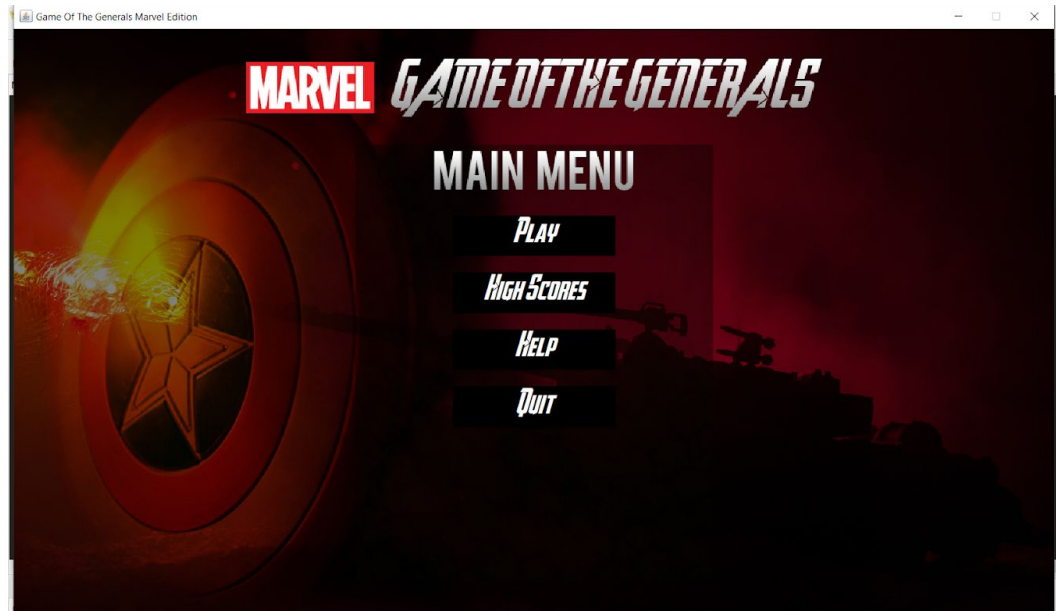 Game Of The Generals Marvel Edition
MARVEL GAME OF THE GENERALS
MAIN MENU
PLAY
HIGH SCORES
HELP
QUIT